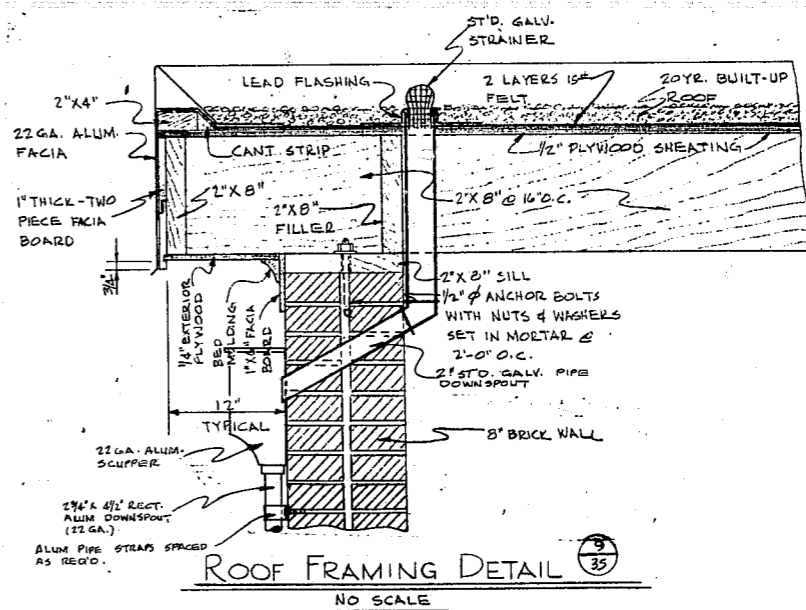 ST'D. GALV.
STRAINER
LEAD FLASHING
2 LAYERS 15#
FELT
20 YR. BUILT-UP
ROOF
2"X4"
22 GA. ALUM.
FACIA
CANT STRIP
1/2" PLYWOOD SHEATING
1" THICK-TWO
PIECE FACIA
BOARD
2"X8"
2"X8"
FILLER
2"X8"@ 16"O.C.
3/4"
1/4" EXTERIOR
PLYWOOD
BED
MOLDING
1"X6" FACIA
BOARD
2"X8" SILL
1/2" φ ANCHOR BOLTS
WITH NUTS & WASHERS
SET IN MORTAR @
2'-0" O.C.
2" ST'D. GALV. PIPE
DOWNSPOUT
12"
TYPICAL
8" BRICK WALL
22 GA. ALUM.
SCUPPER
2 3/4" X 4 1/2" RECT.
ALUM DOWNSPOUT
(22 GA.)
ALUM PIPE STRAPS SPACED
AS REQ'D.
ROOF FRAMING DETAIL
9
35
NO SCALE